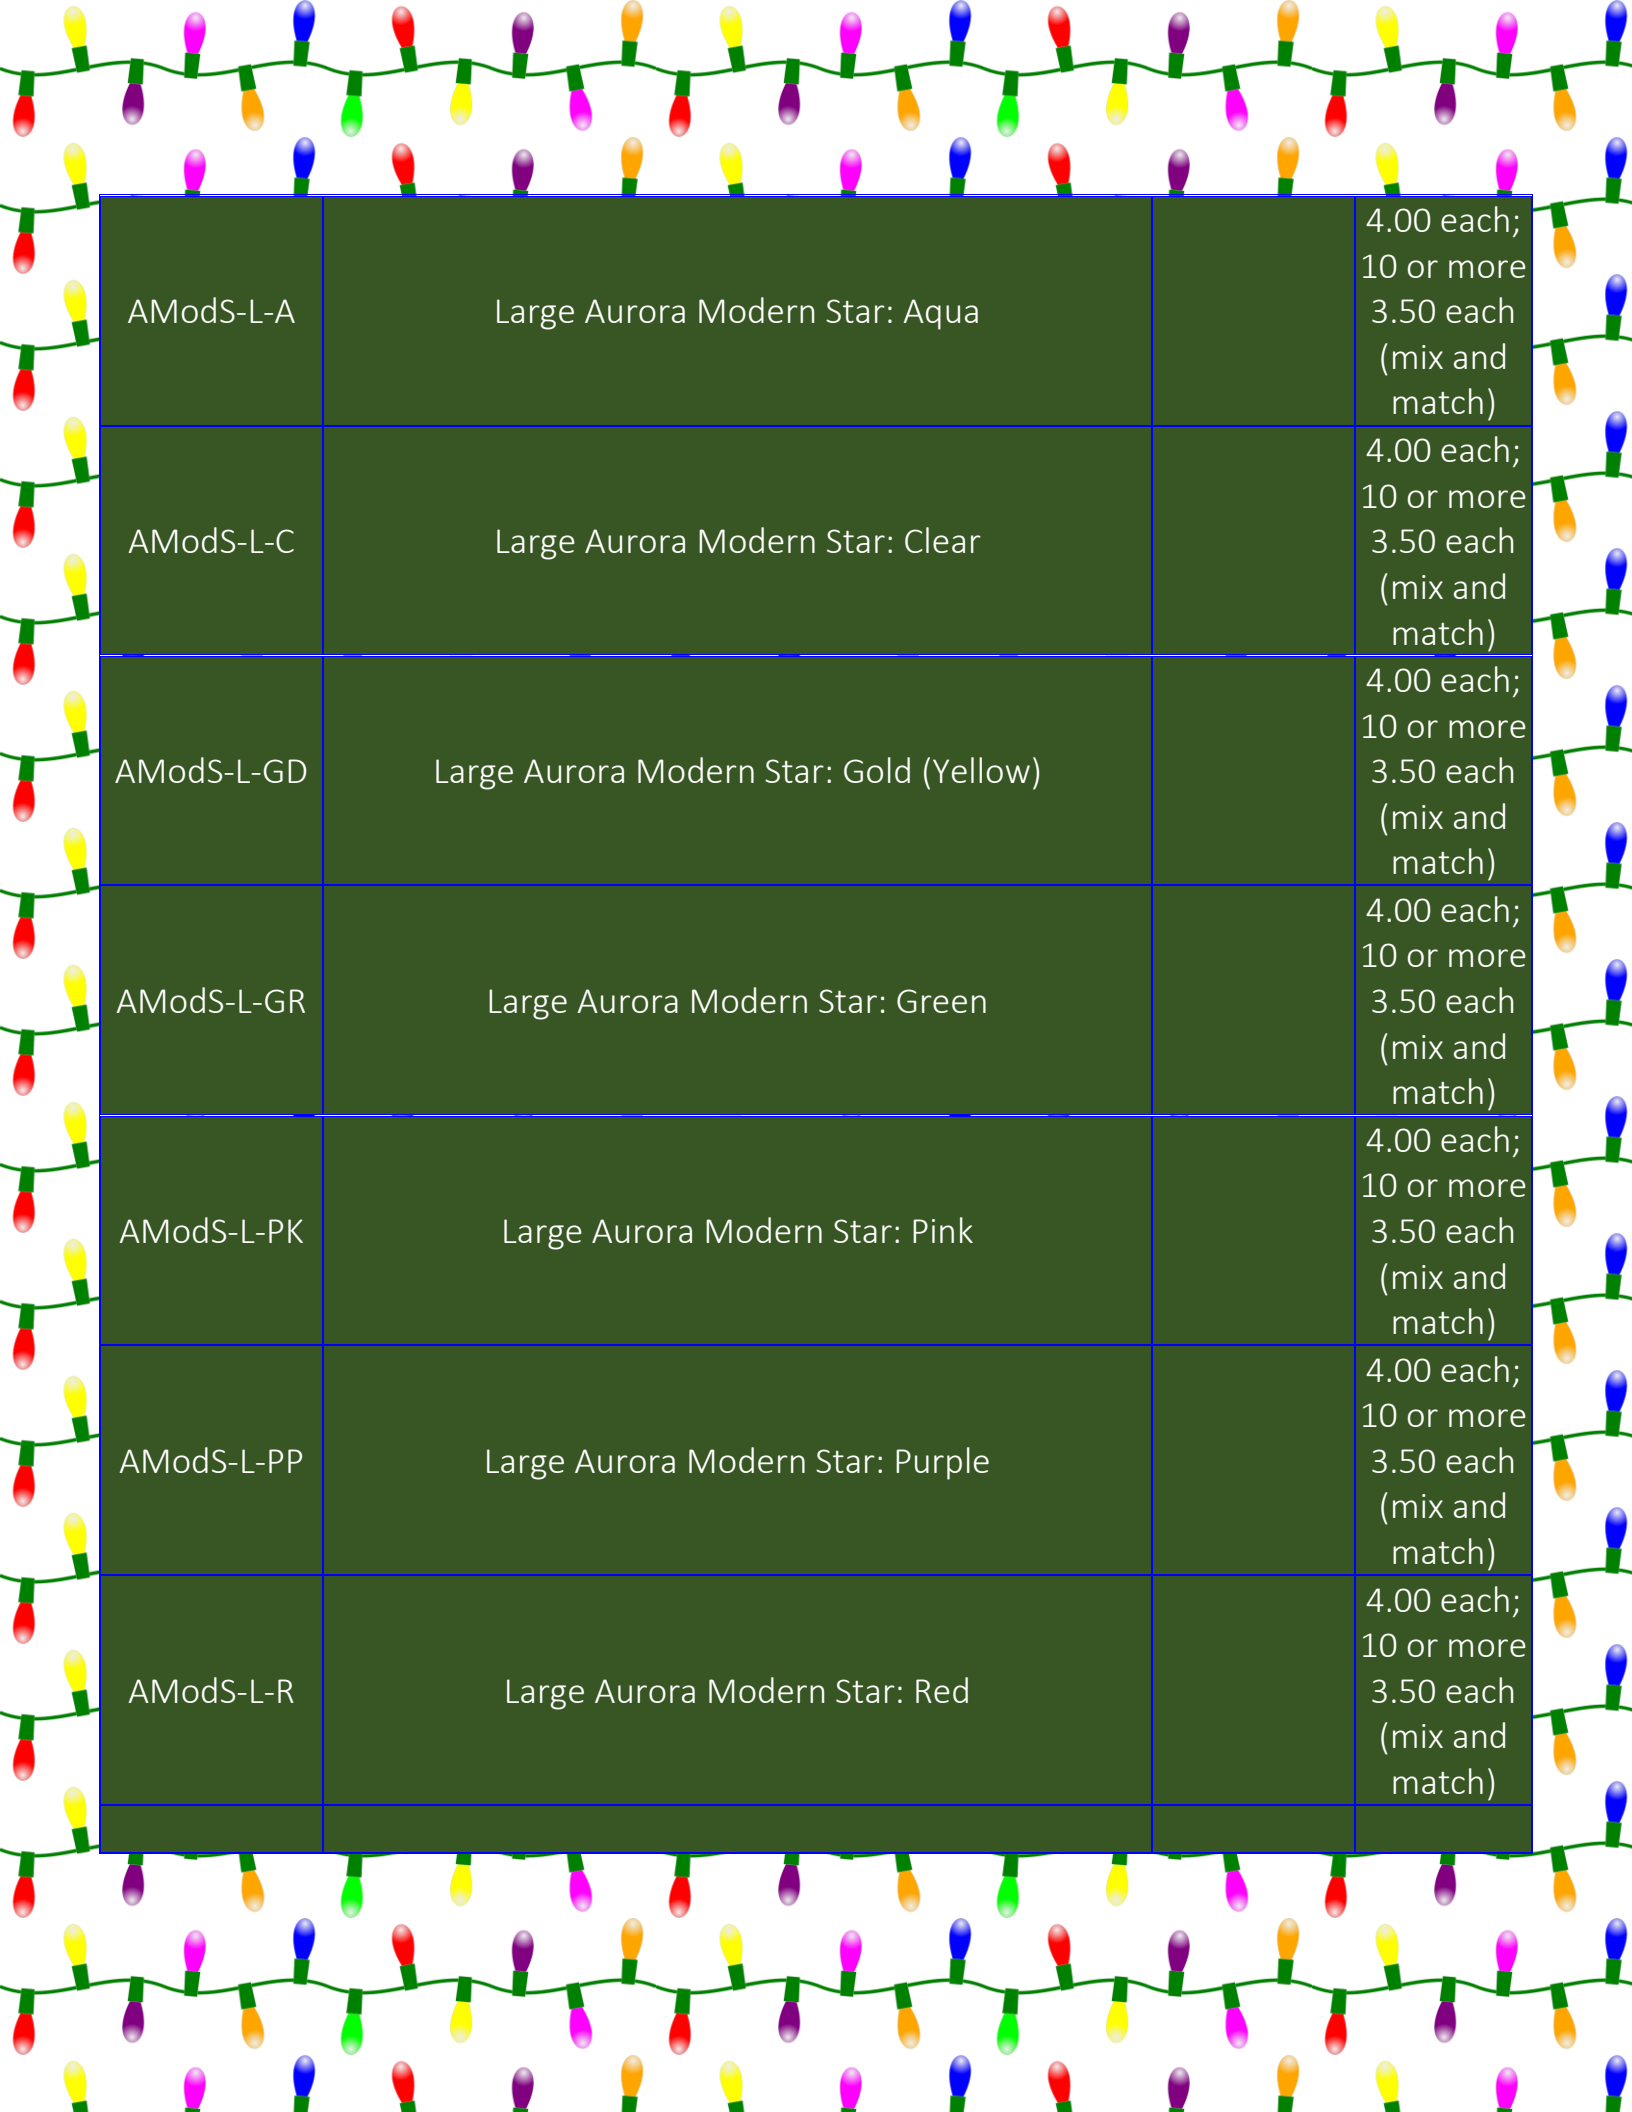 AModS-L-A
Large Aurora Modern Star: Aqua
4.00 each;
10 or more
3.50 each
(mix and
match)
AModS-L-C
Large Aurora Modern Star: Clear
4.00 each;
10 or more
3.50 each
(mix and
match)
AModS-L-GD
Large Aurora Modern Star: Gold (Yellow)
4.00 each;
10 or more
3.50 each
(mix and
match)
AModS-L-GR
Large Aurora Modern Star: Green
4.00 each;
10 or more
3.50 each
(mix and
match)
AModS-L-PK
Large Aurora Modern Star: Pink
4.00 each;
10 or more
3.50 each
(mix and
match)
AModS-L-PP
Large Aurora Modern Star: Purple
4.00 each;
10 or more
3.50 each
(mix and
match)
AModS-L-R
Large Aurora Modern Star: Red
4.00 each;
10 or more
3.50 each
(mix and
match)